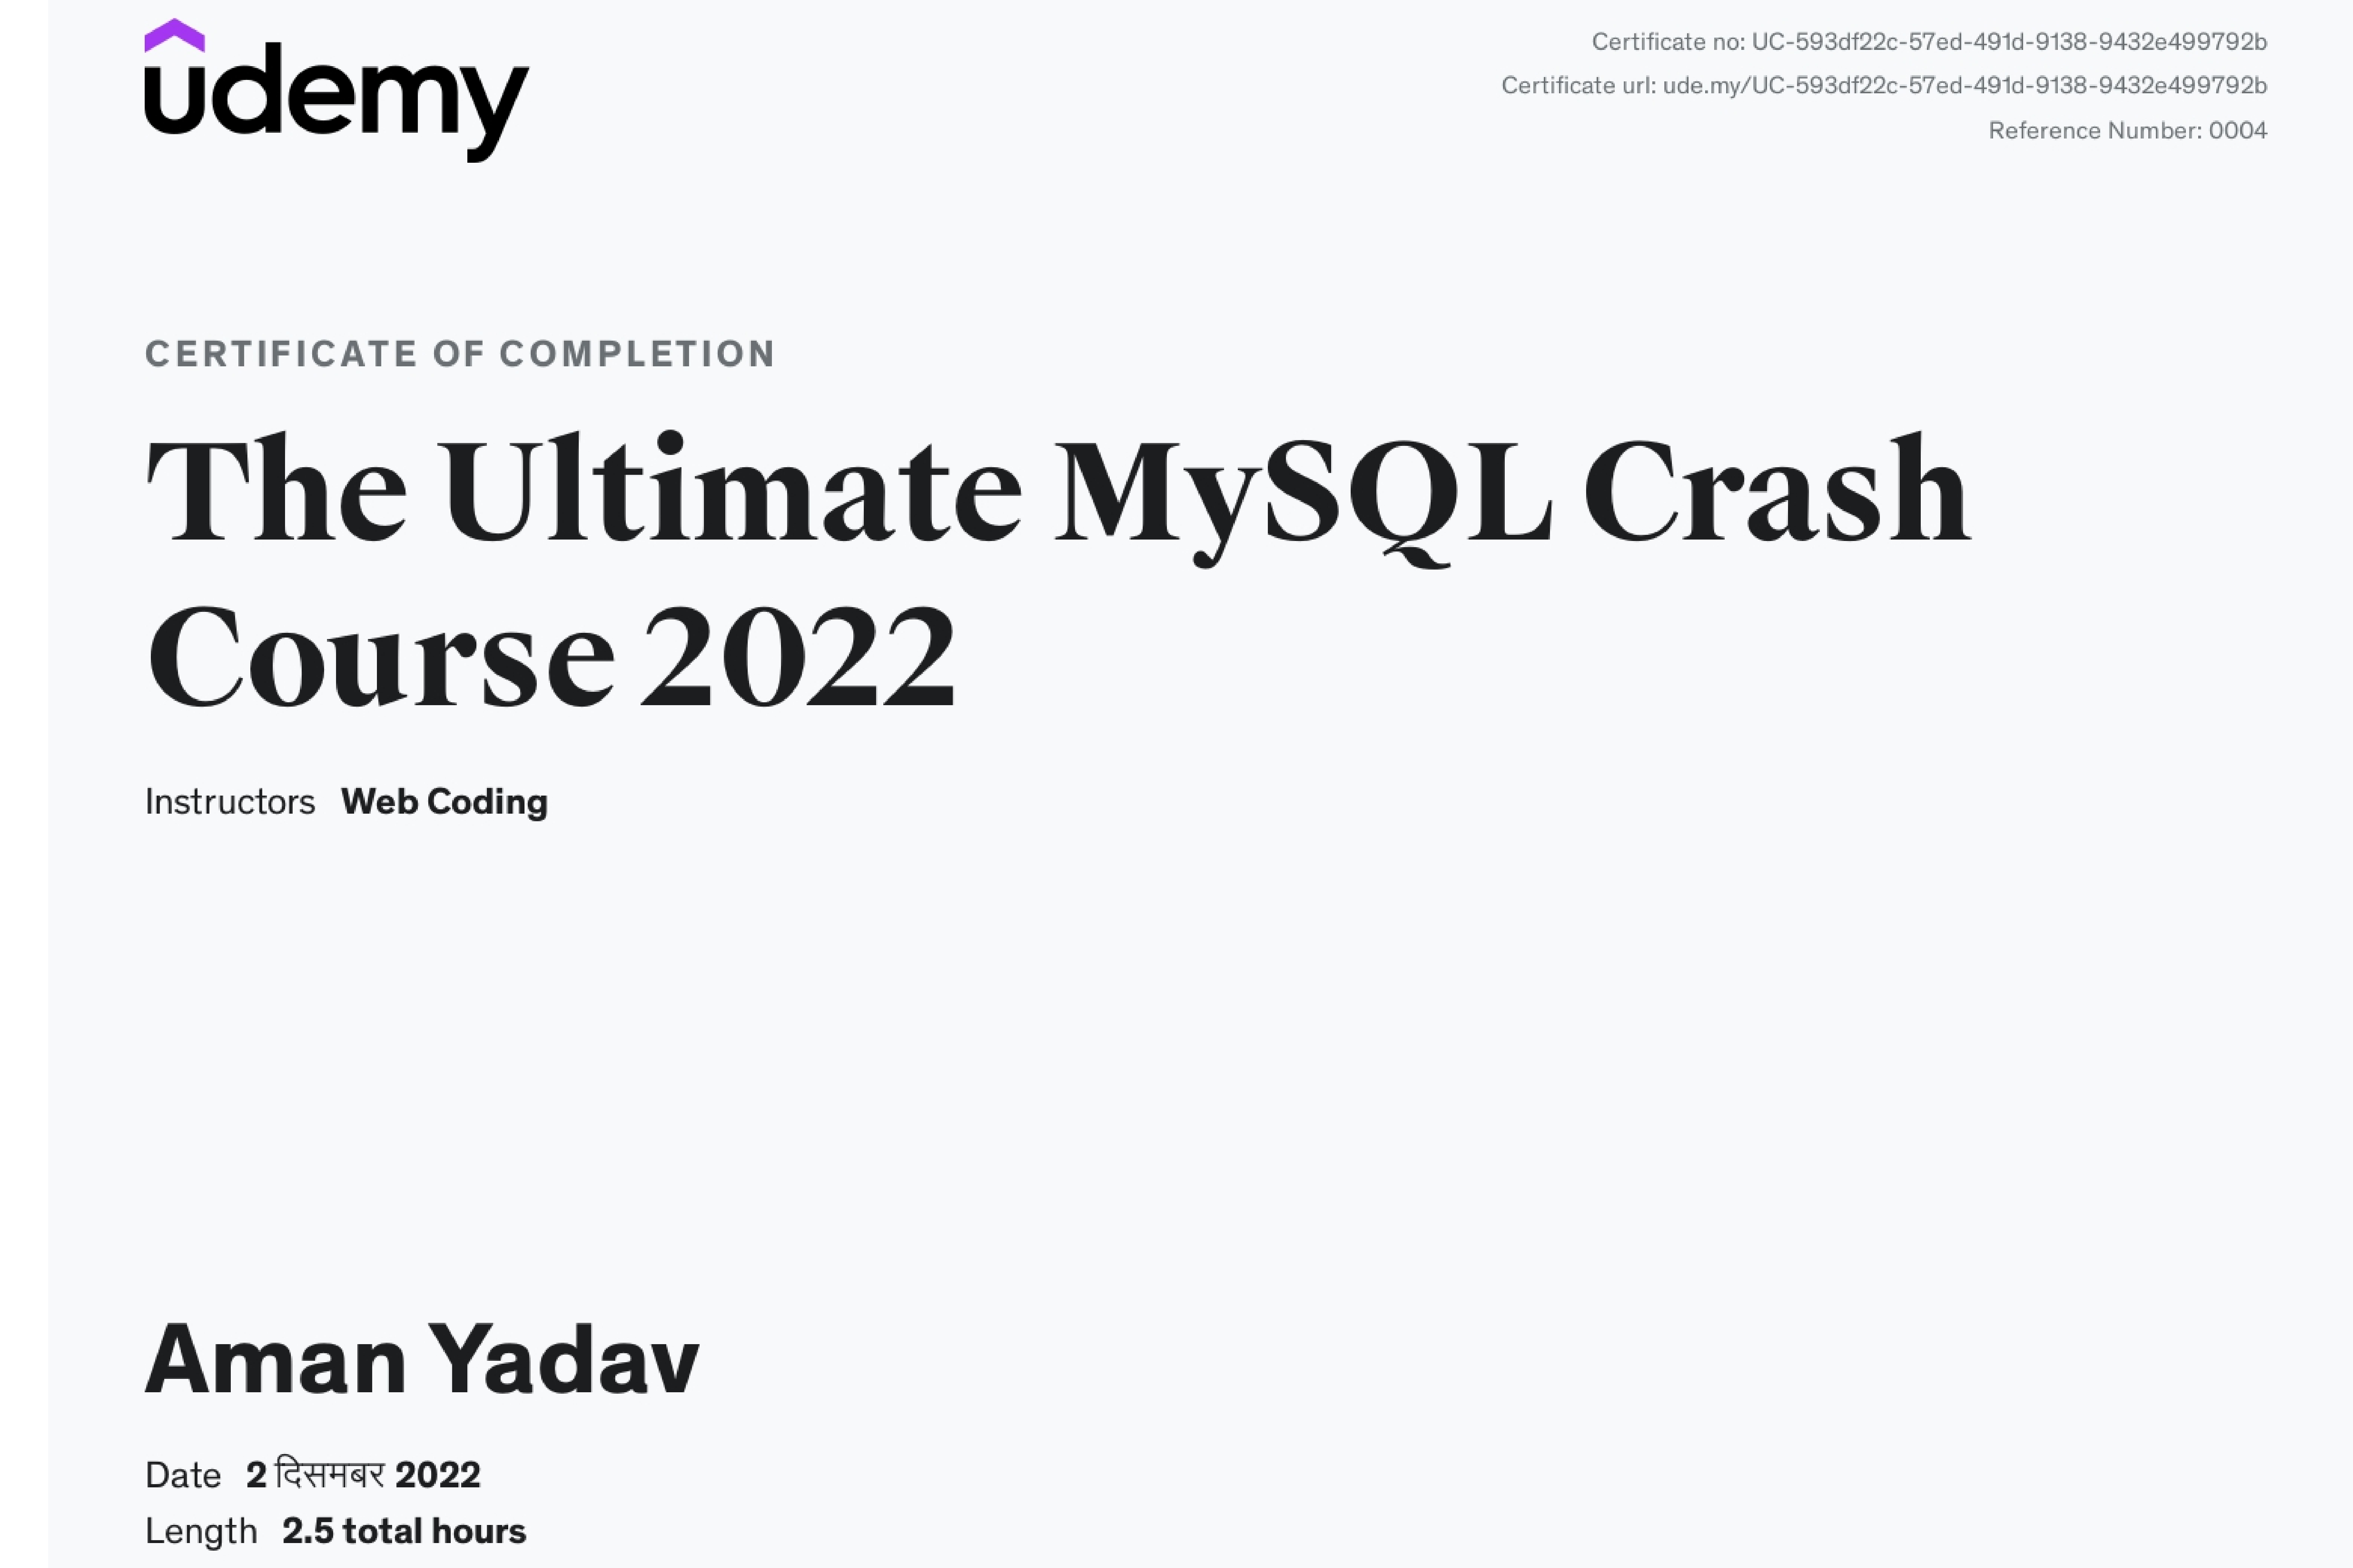 udemy
Certificate no: UC-593df22c-57ed-491d-9138-9432e499792b
Certificate url: ude.my/UC-593df22c-57ed-491d-9138-9432e499792b
Reference Number: 0004
CERTIFICATE OF COMPLETION
The Ultimate MySQL Crash
Course 2022
Instructors Web Coding
Aman Yadav
Date 2 दिसम‍बर 2022
Length 2.5 total hours